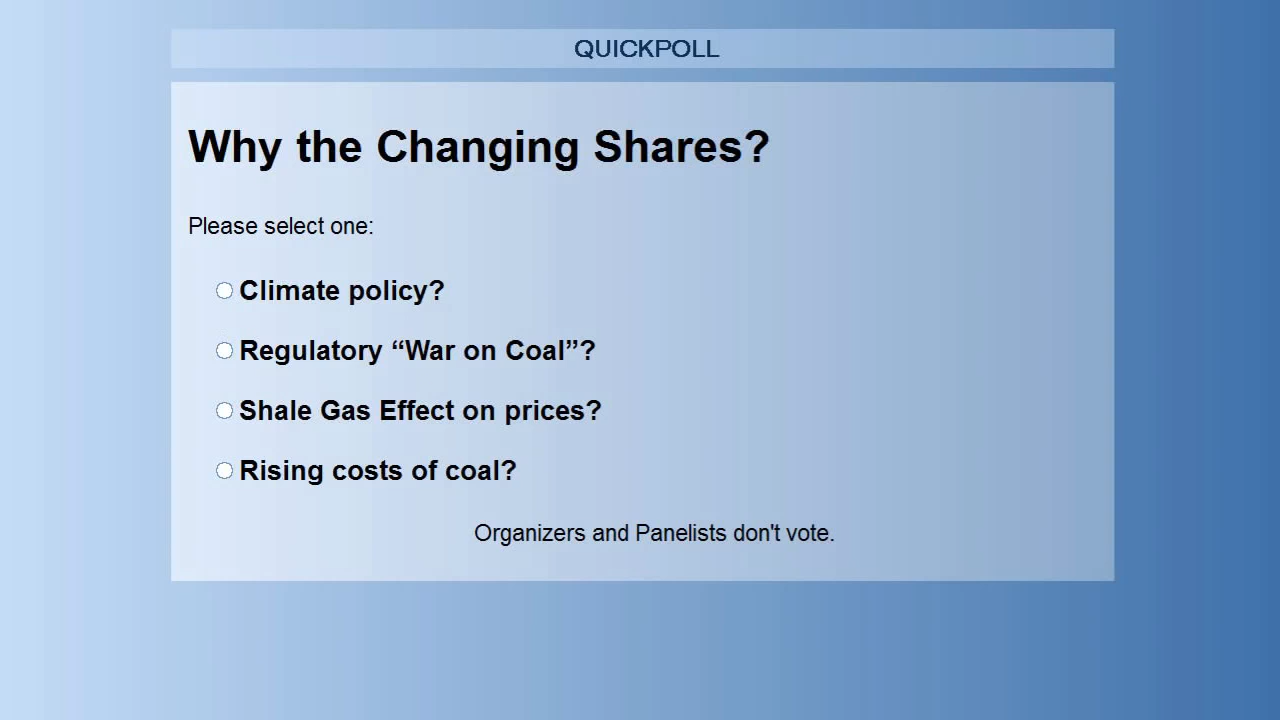 QUICKPOLL
Why the Changing Shares?
Please select one:
Climate policy?
Regulatory “War on Coal”?
Shale Gas Effect on prices?
Rising costs of coal?
Organizers and Panelists don't vote.